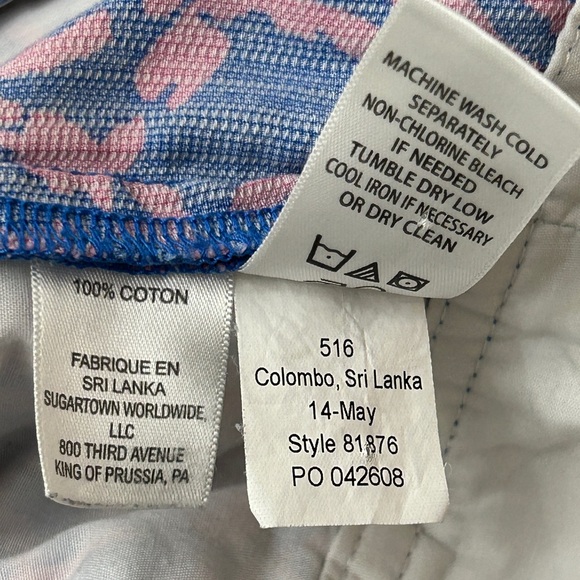 MACHINE WASH COLD
SEPARATELY
NON-CHLORINE BLEACH
IF NEEDED
TUMBLE DRY LOW
COOL IRON IF NECESSARY
OR DRY CLEAN
100% COTON
FABRIQUE EN
SRI LANKA
SUGARTOWN WORLDWIDE,
LLC
800 THIRD AVENUE
KING OF PRUSSIA, PA
516
Colombo, Sri Lanka
14-May
Style 81876
PO 042608